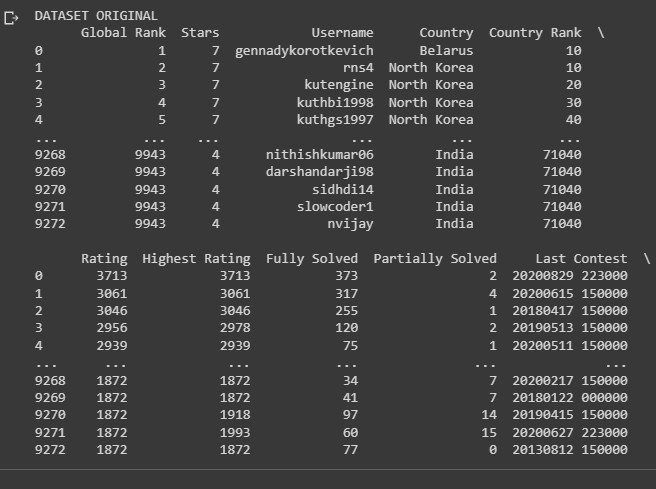 DATASET ORIGINAL
Global Rank Stars Username Country Country Rank \
0 1 7 gennadykorotkevich Belarus 10
1 2 7 rns4 North Korea 10
2 3 7 kutengine North Korea 20
3 4 7 kuthbi1998 North Korea 30
4 5 7 kuthgs1997 North Korea 40
... ... ... ... ... ...
9268 9943 4 nithishkumar06 India 71040
9269 9943 4 darshandarji98 India 71040
9270 9943 4 sidhdi14 India 71040
9271 9943 4 slowcoder1 India 71040
9272 9943 4 nvijay India 71040
Rating Highest Rating Fully Solved Partially Solved Last Contest \
0 3713 3713 373 2 20200829 223000
1 3061 3061 317 4 20200615 150000
2 3046 3046 255 1 20180417 150000
3 2956 2978 120 2 20190513 150000
4 2939 2939 75 1 20200511 150000
... ... ... ... ... ...
9268 1872 1872 34 7 20200217 150000
9269 1872 1872 41 7 20180122 000000
9270 1872 1918 97 14 20190415 150000
9271 1872 1993 60 15 20200627 223000
9272 1872 1872 77 0 20130812 150000